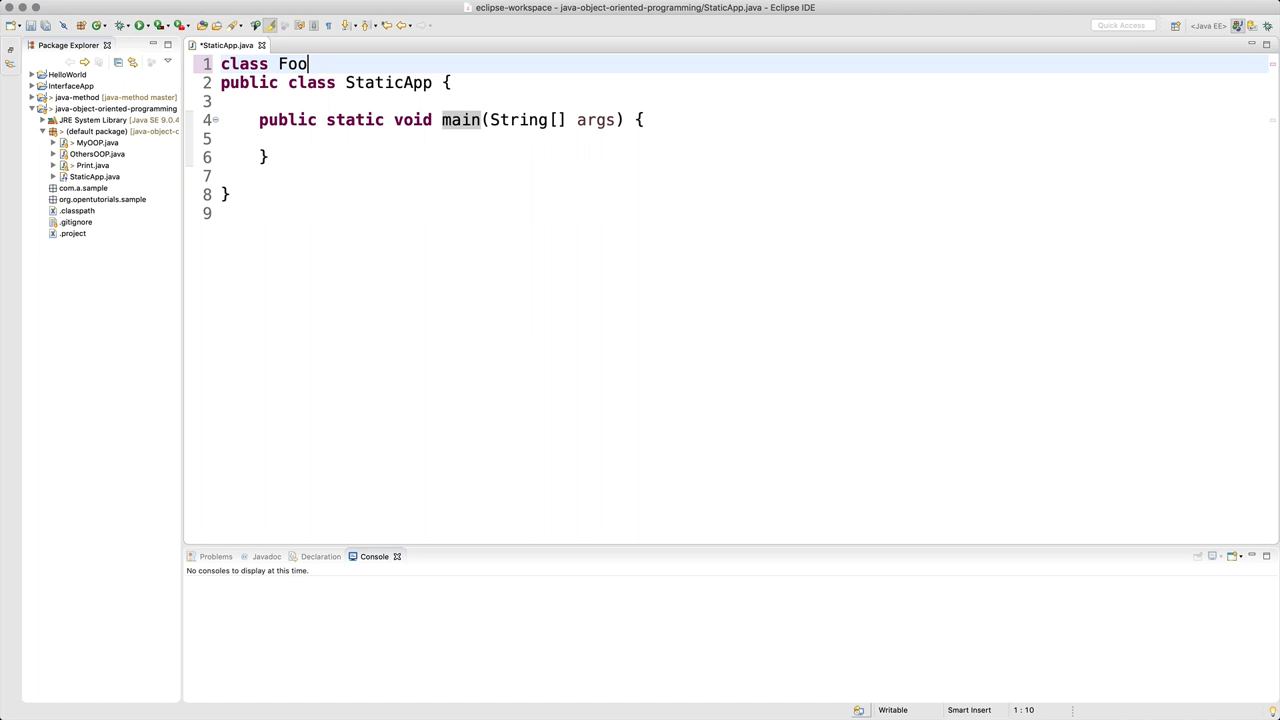 eclipse-workspace - java-object-oriented-programming/StaticApp.java - Eclipse IDE
Quick Access
<Java EE>
Package Explorer
*StaticApp.java
HelloWorld
InterfaceApp
> java-method [java-method master]
> java-object-oriented-programming
JRE System Library [Java SE 9.0.4
> (default package) [java-object-c
> MyOOP.java
OthersOOP.java
> Print.java
StaticApp.java
com.a.sample
org.opentutorials.sample
.classpath
.gitignore
.project
1 class Foo
2 public class StaticApp {
3
4 public static void main(String[] args) {
5
6 }
7
8 }
9
Problems
Javadoc
Declaration
Console
No consoles to display at this time.
Writable
Smart Insert
1 : 10